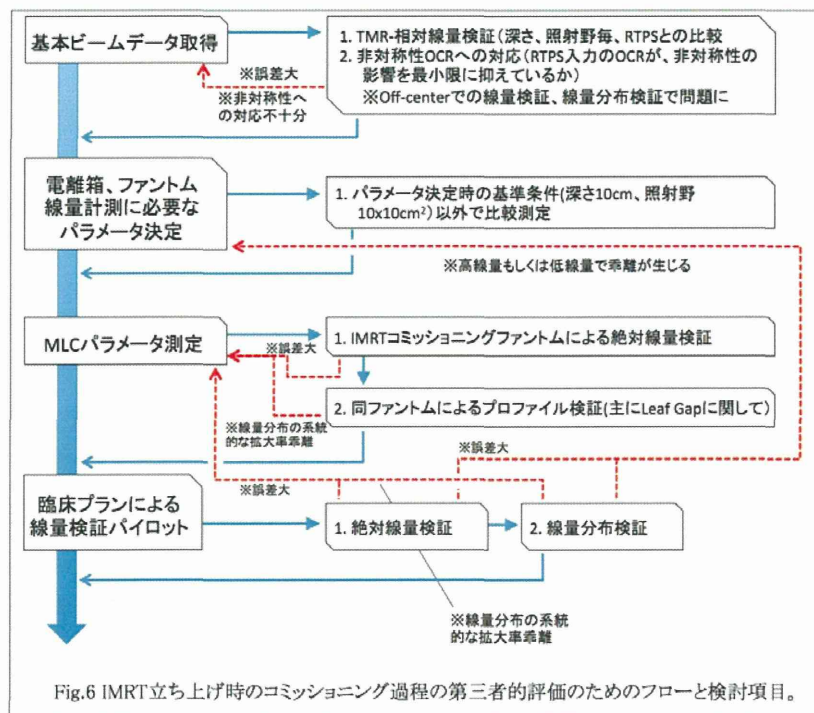 基本ビームデータ取得
1. TMR-相対線量検証(深さ、照射野毎、RTPSとの比較
2. 非対称性OCRへの対応(RTPS入力のOCRが、非対称性の
影響を最小限に抑えているか)
※Off-centerでの線量検証、線量分布検証で問題に
※誤差大
※非対称性へ
の対応不十分
電離箱、ファントム
線量計測に必要な
パラメータ決定
1. パラメータ決定時の基準条件(深さ10cm、照射野
10x10cm²)以外で比較測定
※高線量もしくは低線量で乖離が生じる
MLCパラメータ測定
※誤差大
1. IMRTコミッショニングファントムによる絶対線量検証
2. 同ファントムによるプロファイル検証(主にLeaf Gapに関して)
※線量分布の系統
的な拡大率乖離
※誤差大
※誤差大
臨床プランによる
線量検証パイロット
1. 絶対線量検証
2. 線量分布検証
※線量分布の系統
的な拡大率乖離
Fig.6 IMRT立ち上げ時のコミッショニング過程の第三者的評価のためのフローと検討項目。